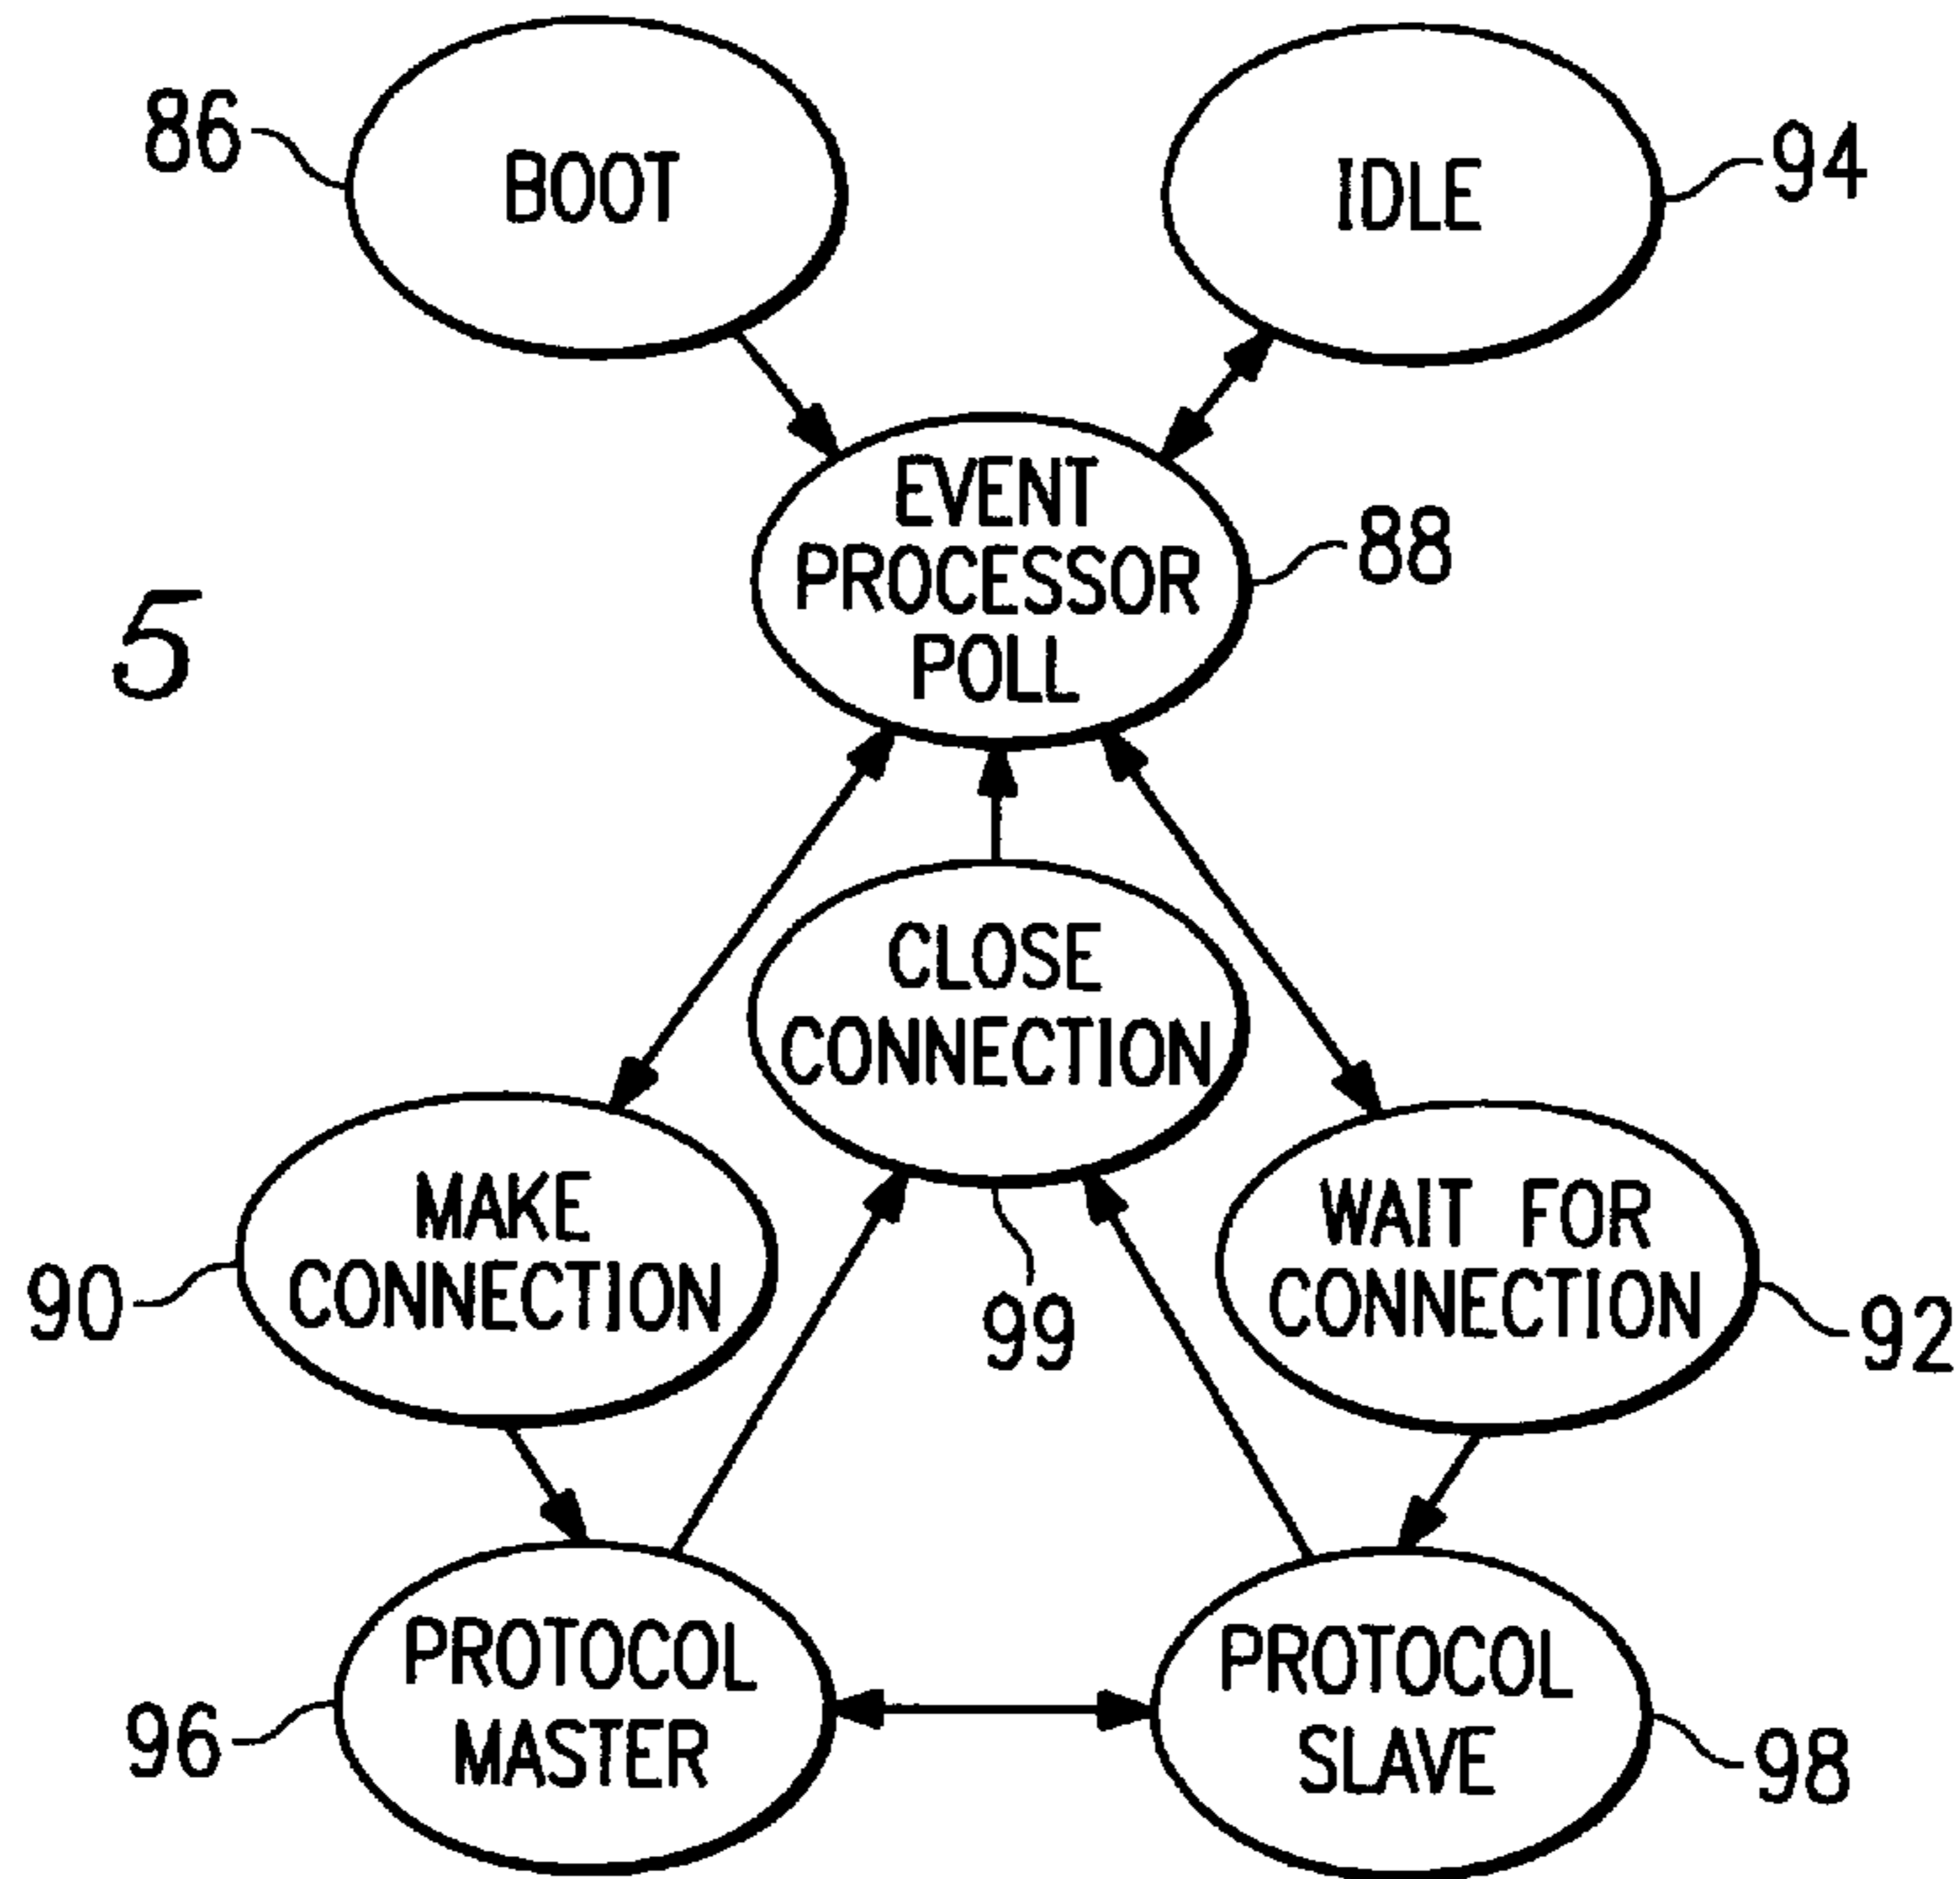 86
BOOT
IDLE
94
EVENT
PROCESSOR
POLL
88
5
CLOSE
CONNECTION
MAKE
CONNECTION
90
99
WAIT FOR
CONNECTION
92
PROTOCOL
MASTER
96
PROTOCOL
SLAVE
98